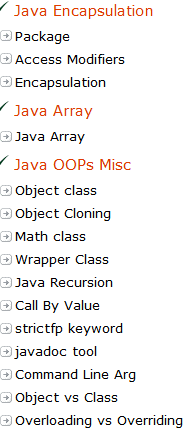 Java Encapsulation
Package
Access Modifiers
Encapsulation
Java Array
Java Array
Java OOPs Misc
Object class
Object Cloning
Math class
Wrapper Class
Java Recursion
Call By Value
strictfp keyword
javadoc tool
Command Line Arg
Object vs Class
Overloading vs Overriding